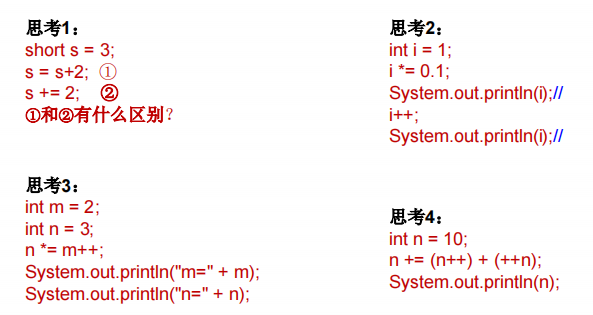 思考1：
short s = 3;
s = s+2; ①
s += 2; ②
①和②有什么区别?
思考2：
int i = 1;
i *= 0.1;
System.out.println(i);//
i++;
System.out.println(i);//
思考3：
int m = 2;
int n = 3;
n *= m++;
System.out.println("m=" + m);
System.out.println("n=" + n);
思考4：
int n = 10;
n += (n++) + (++n);
System.out.println(n);